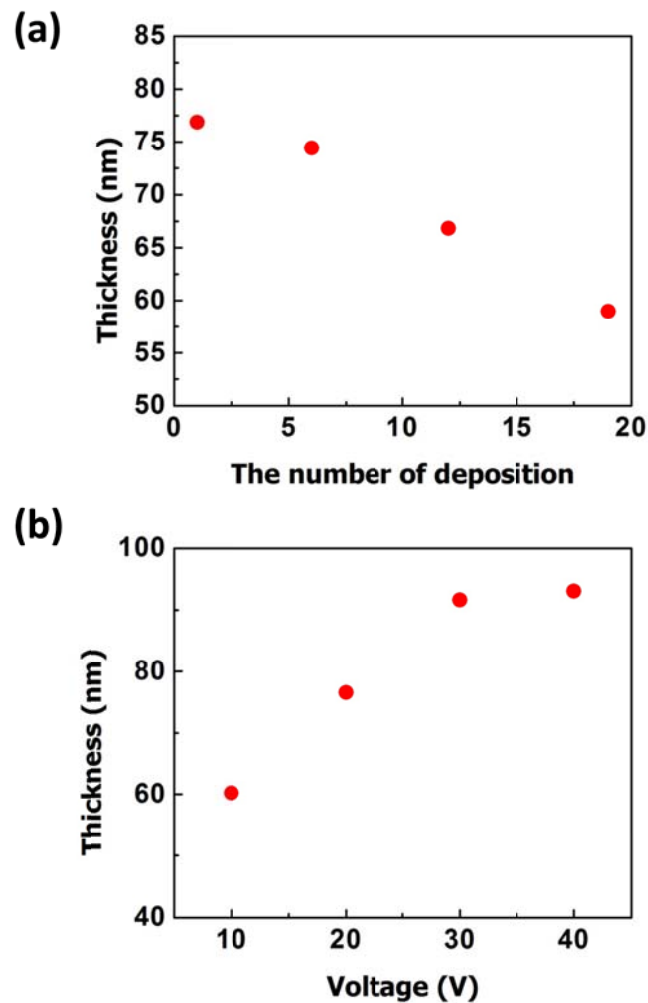 (a)
85
80
75
70
65
60
55
50
Thickness (nm)
0 5 10 15 20
The number of deposition
(b)
100
80
60
40
Thickness (nm)
10 20 30 40
Voltage (V)